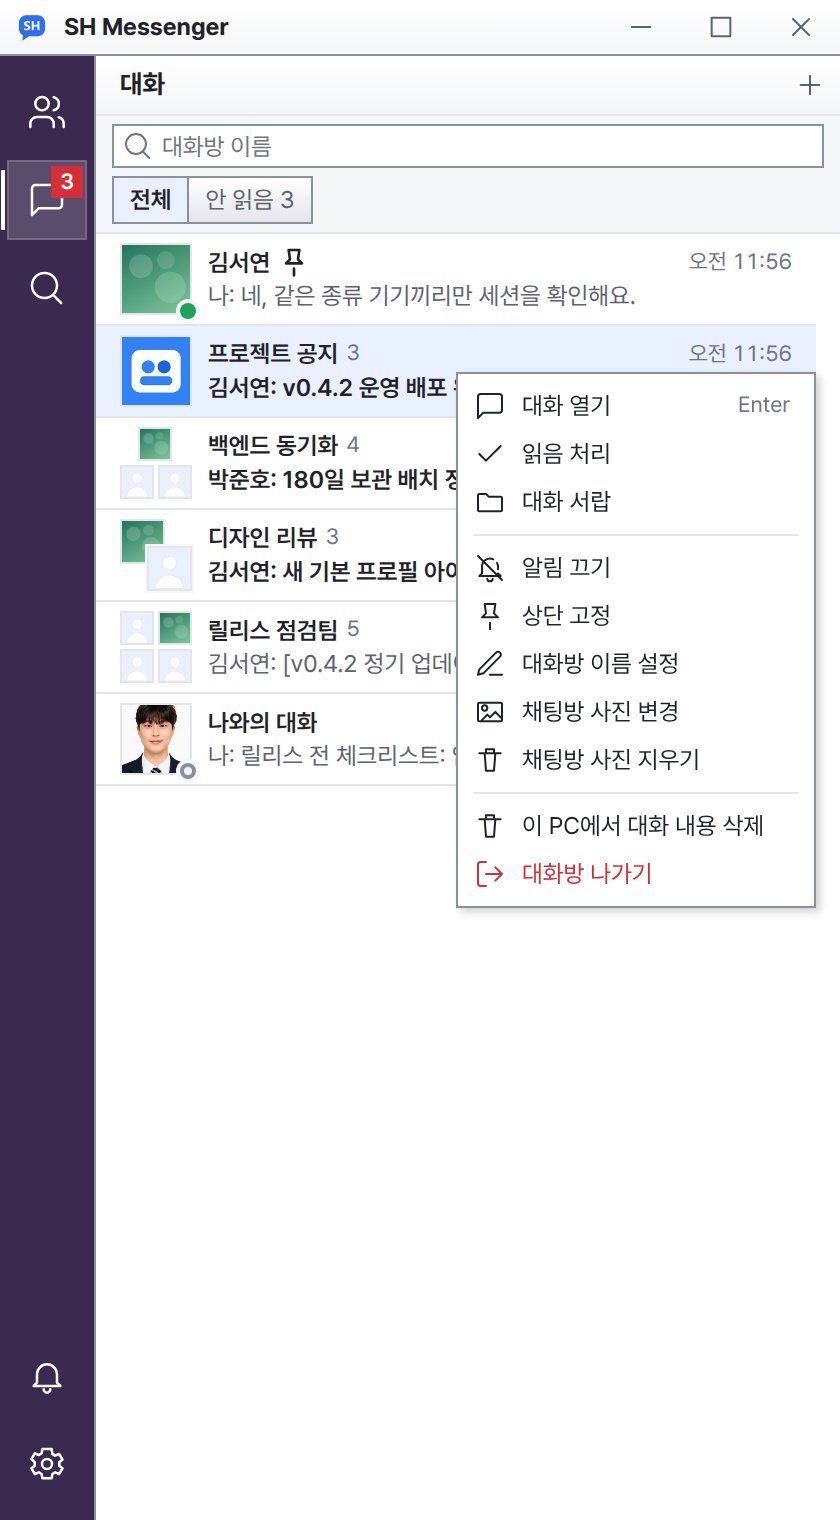 SH Messenger
대화
3
대화방 이름
전체
안 읽음 3
김서연
오전 11:56
나: 네, 같은 종류 기기끼리만 세션을 확인해요.
프로젝트 공지 3
오전 11:56
김서연: v0.4.2 운영 배포
백엔드 동기화 4
박준호: 180일 보관 배치
디자인 리뷰 3
김서연: 새 기본 프로필
릴리스 점검팀 5
김서연: [v0.4.2 정기
나와의 대화
나: 릴리스 전 체크리스트:
대화 열기 Enter
읽음 처리
대화 서랍
알림 끄기
상단 고정
대화방 이름 설정
채팅방 사진 변경
채팅방 사진 지우기
이 PC에서 대화 내용 삭제
대화방 나가기